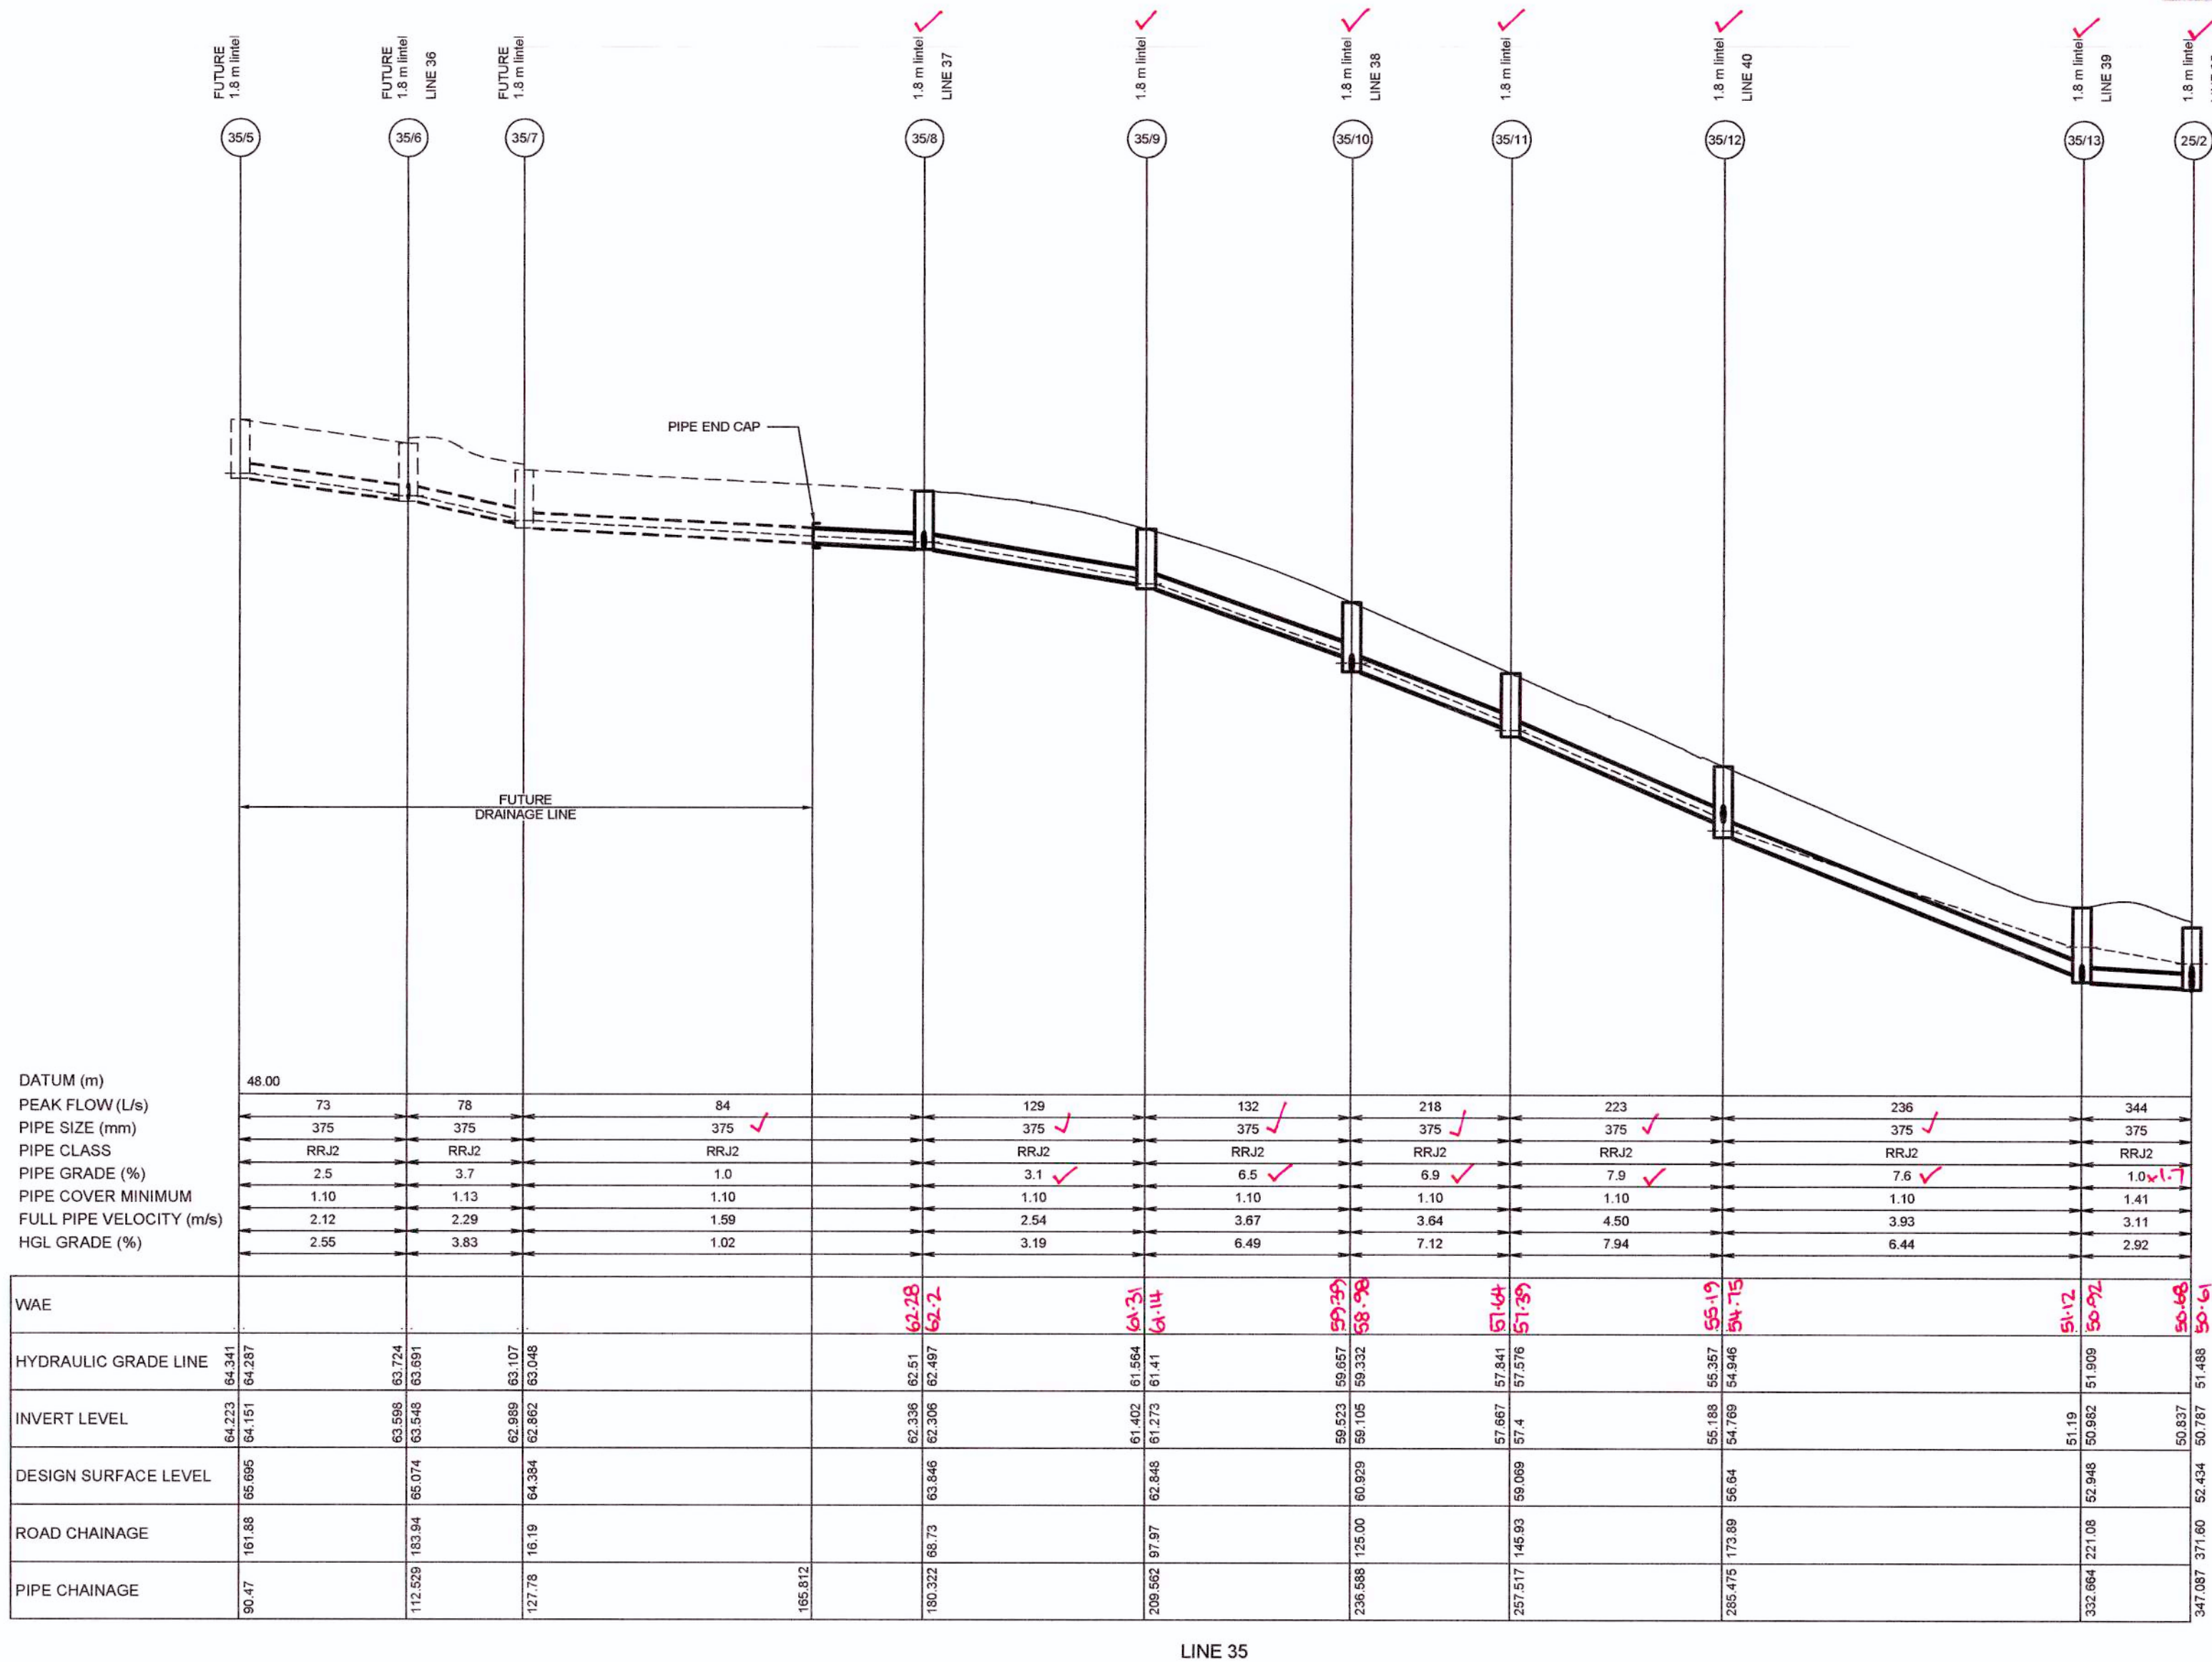 FUTURE
1.8 m lintel
FUTURE
1.8 m lintel
LINE 36
FUTURE
1.8 m lintel
1.8 m lintel ✓
LINE 37
1.8 m lintel ✓
1.8 m lintel ✓
LINE 38
1.8 m lintel ✓
1.8 m lintel ✓
LINE 40
1.8 m lintel ✓
LINE 39
1.8 m lintel ✓
35/5 35/6 35/7 35/8 35/9 35/10 35/11 35/12 35/13 25/2
PIPE END CAP
FUTURE
DRAINAGE LINE
DATUM (m) 48.00
PEAK FLOW (L/s) 73 78 84 129 132 218 223 236 344
PIPE SIZE (mm) 375 375 375 ✓ 375 ✓ 375 ✓ 375 ✓ 375 ✓ 375 ✓ 375
PIPE CLASS RRJ2 RRJ2 RRJ2 RRJ2 RRJ2 RRJ2 RRJ2 RRJ2 RRJ2
PIPE GRADE (%) 2.5 3.7 1.0 3.1 ✓ 6.5 ✓ 6.9 ✓ 7.9 ✓ 7.6 ✓ 1.0 x1.7
PIPE COVER MINIMUM 1.10 1.13 1.10 1.10 1.10 1.10 1.10 1.10 1.41
FULL PIPE VELOCITY (m/s) 2.12 2.29 1.59 2.54 3.67 3.64 4.50 3.93 3.11
HGL GRADE (%) 2.55 3.83 1.02 3.19 6.49 7.12 7.94 6.44 2.92
WAE 62.28 62.2 61.31 61.14 59.39 58.98 57.64 57.39 55.19 54.75 51.12 50.92 50.68 50.61
HYDRAULIC GRADE LINE 64.341 64.287 63.724 63.691 63.107 63.048 62.51 62.497 61.564 61.41 59.657 59.332 57.841 57.576 55.357 54.946 51.909 51.488
INVERT LEVEL 64.223 64.151 63.598 63.548 62.989 62.862 62.336 62.306 61.402 61.273 59.523 59.105 57.667 57.4 55.188 54.769 51.19 50.982 50.837 50.787
DESIGN SURFACE LEVEL 65.695 65.074 64.384 63.846 62.848 60.929 59.069 56.64 52.948 52.434
ROAD CHAINAGE 161.88 183.94 16.19 68.73 97.97 125.00 145.93 173.89 221.08 371.60
PIPE CHAINAGE 90.47 112.529 127.78 165.812 180.322 209.562 236.588 257.517 285.475 332.664 347.087
LINE 35